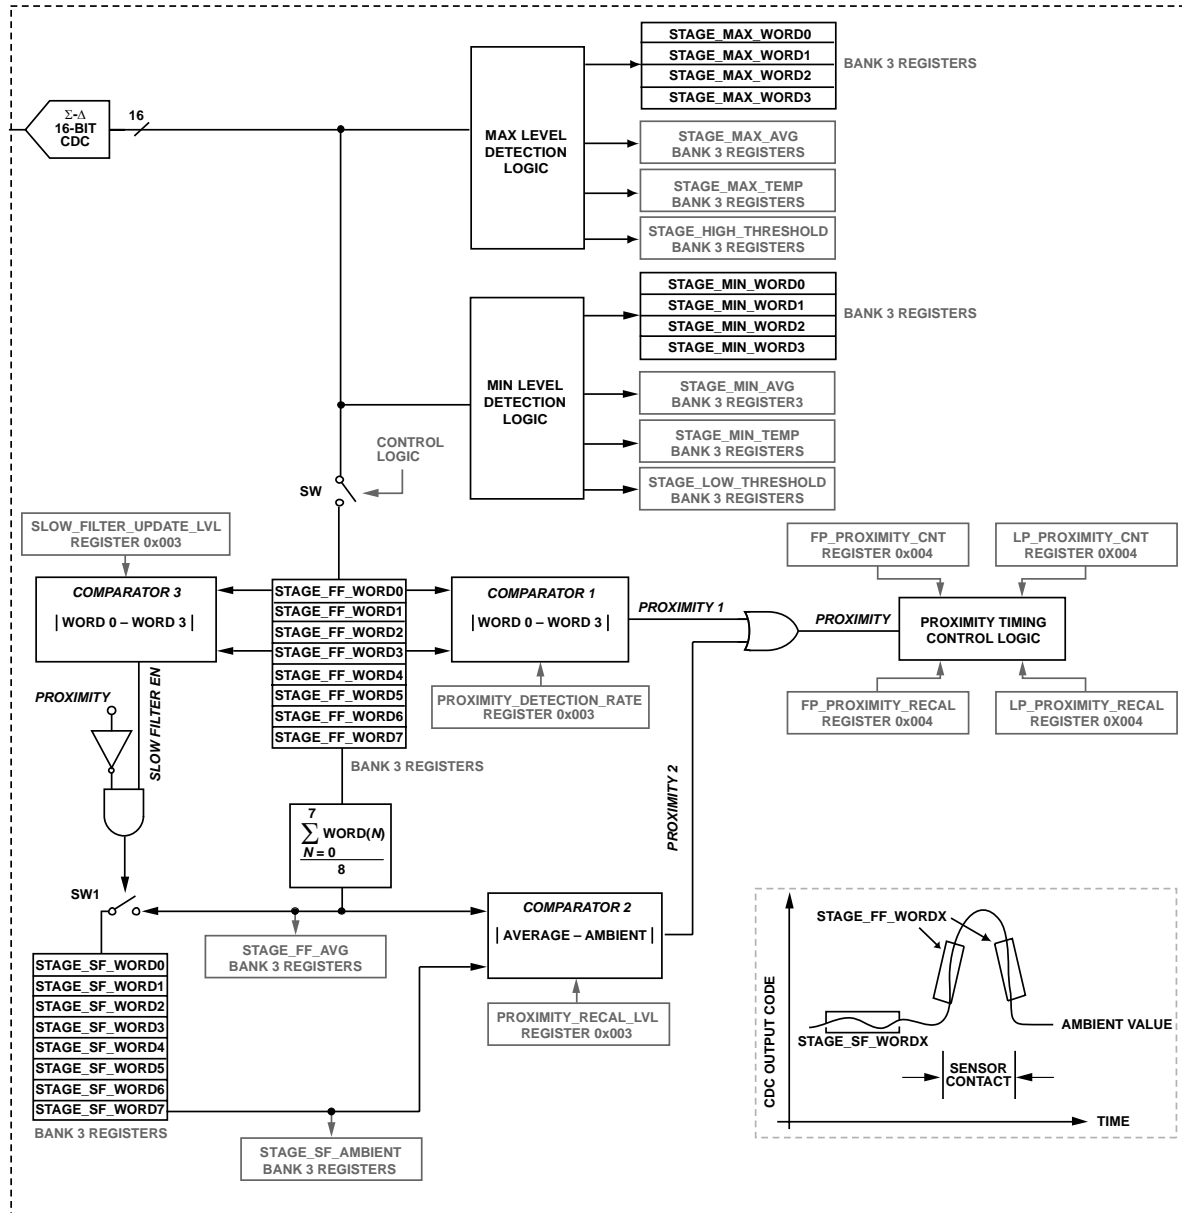 Σ-Δ
16-BIT
CDC
16
MAX LEVEL
DETECTION
LOGIC
STAGE_MAX_WORD0
STAGE_MAX_WORD1
STAGE_MAX_WORD2
STAGE_MAX_WORD3
BANK 3 REGISTERS
STAGE_MAX_AVG
BANK 3 REGISTERS
STAGE_MAX_TEMP
BANK 3 REGISTERS
STAGE_HIGH_THRESHOLD
BANK 3 REGISTERS
MIN LEVEL
DETECTION
LOGIC
STAGE_MIN_WORD0
STAGE_MIN_WORD1
STAGE_MIN_WORD2
STAGE_MIN_WORD3
BANK 3 REGISTERS
STAGE_MIN_AVG
BANK 3 REGISTER3
STAGE_MIN_TEMP
BANK 3 REGISTERS
STAGE_LOW_THRESHOLD
BANK 3 REGISTERS
CONTROL
LOGIC
SW
SLOW_FILTER_UPDATE_LVL
REGISTER 0x003
COMPARATOR 3
|WORD 0 – WORD 3|
STAGE_FF_WORD0
STAGE_FF_WORD1
STAGE_FF_WORD2
STAGE_FF_WORD3
STAGE_FF_WORD4
STAGE_FF_WORD5
STAGE_FF_WORD6
STAGE_FF_WORD7
BANK 3 REGISTERS
COMPARATOR 1
|WORD 0 – WORD 3|
PROXIMITY_DETECTION_RATE
REGISTER 0x003
PROXIMITY 1
PROXIMITY
FP_PROXIMITY_CNT
REGISTER 0x004
LP_PROXIMITY_CNT
REGISTER 0X004
PROXIMITY TIMING
CONTROL LOGIC
FP_PROXIMITY_RECAL
REGISTER 0x004
LP_PROXIMITY_RECAL
REGISTER 0X004
PROXIMITY
SLOW FILTER EN
PROXIMITY 2
7
∑ WORD(N)
N = 0
8
SW1
STAGE_FF_AVG
BANK 3 REGISTERS
COMPARATOR 2
|AVERAGE – AMBIENT|
PROXIMITY_RECAL_LVL
REGISTER 0x003
STAGE_SF_WORD0
STAGE_SF_WORD1
STAGE_SF_WORD2
STAGE_SF_WORD3
STAGE_SF_WORD4
STAGE_SF_WORD5
STAGE_SF_WORD6
STAGE_SF_WORD7
BANK 3 REGISTERS
STAGE_SF_AMBIENT
BANK 3 REGISTERS
CDC OUTPUT CODE
STAGE_FF_WORDX
STAGE_SF_WORDX
AMBIENT VALUE
SENSOR
CONTACT
TIME